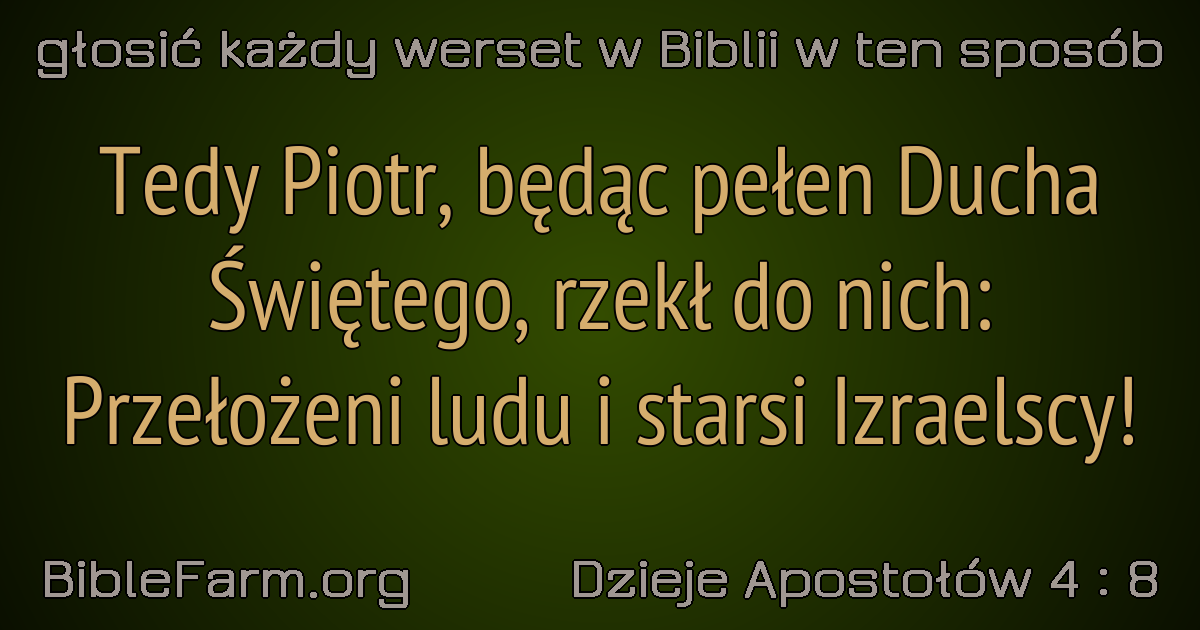 głosić każdy werset w Biblii w ten sposób
Tedy Piotr, będąc pełen Ducha
Świętego, rzekł do nich:
Przełożeni ludu i starsi Izraelscy!
BibleFarm.org
Dzieje Apostołów 4 : 8